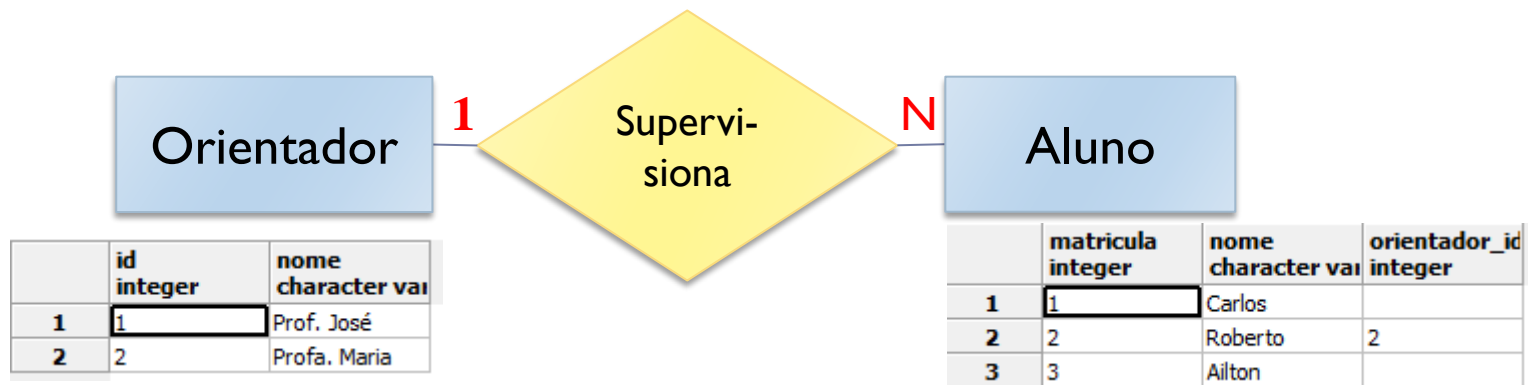 Orientador
1
Supervi-
siona
N
Aluno
id
integer
nome
character var
1 1 Prof. José
2 2 Profa. Maria
matricula
integer
nome
character var
orientador_id
integer
1 1 Carlos
2 2 Roberto 2
3 3 Ailton